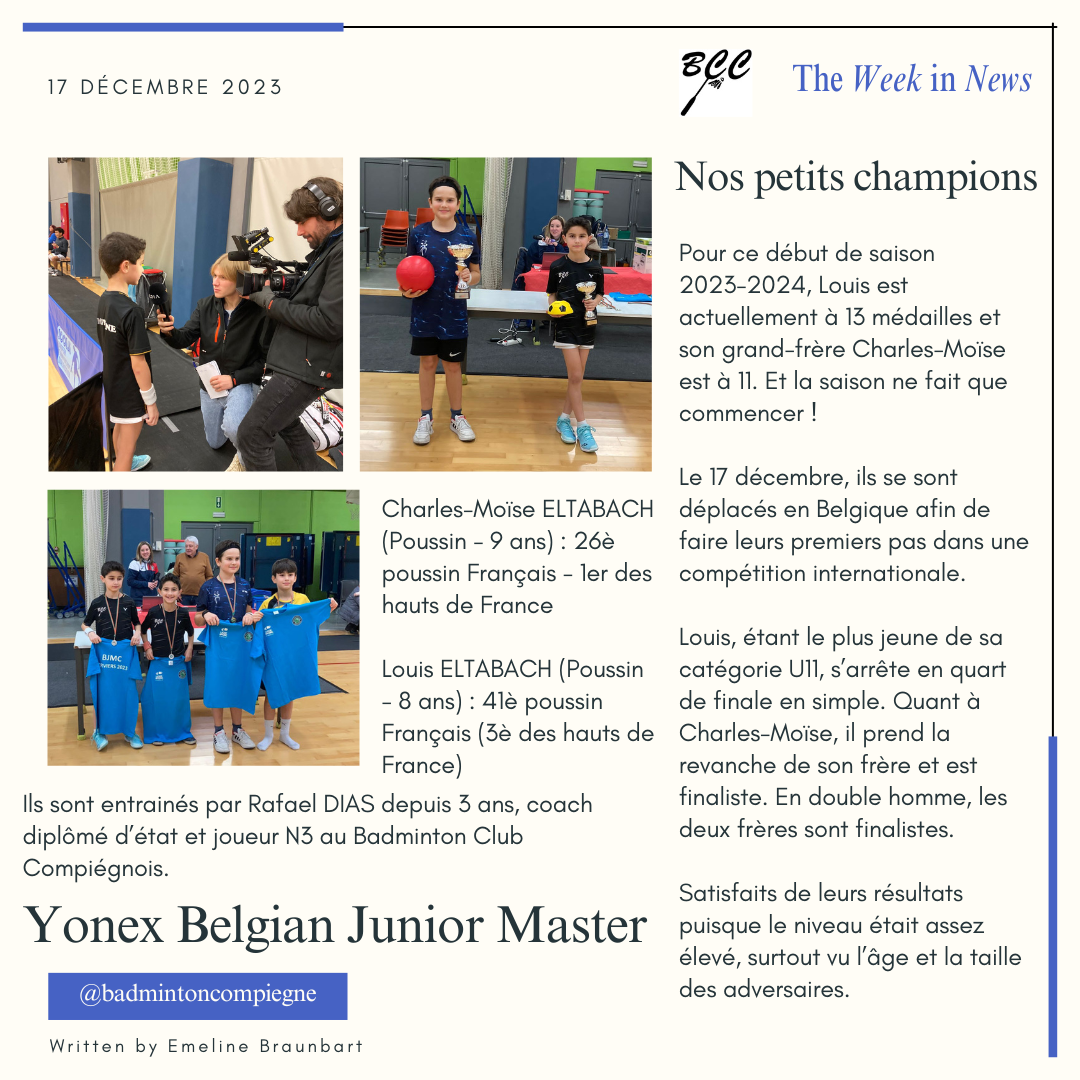 17 DÉCEMBRE 2023
BCC
The Week in News
Nos petits champions
Pour ce début de saison
2023-2024, Louis est
actuellement à 13 médailles et
son grand-frère Charles-Moïse
est à 11. Et la saison ne fait que
commencer !
Le 17 décembre, ils se sont
déplacés en Belgique afin de
faire leurs premiers pas dans une
compétition internationale.
Louis, étant le plus jeune de sa
catégorie U11, s’arrête en quart
de finale en simple. Quant à
Charles-Moïse, il prend la
revanche de son frère et est
finaliste. En double homme, les
deux frères sont finalistes.
Satisfaits de leurs résultats
puisque le niveau était assez
élevé, surtout vu l’âge et la taille
des adversaires.
Charles-Moïse ELTABACH
(Poussin - 9 ans) : 26è
poussin Français - 1er des
hauts de France
Louis ELTABACH (Poussin
- 8 ans) : 41è poussin
Français (3è des hauts de
France)
BJMC
2023
Ils sont entrainés par Rafael DIAS depuis 3 ans, coach
diplômé d’état et joueur N3 au Badminton Club
Compiégnois.
Yonex Belgian Junior Master
@badmintoncompiegne
Written by Emeline Braunbart